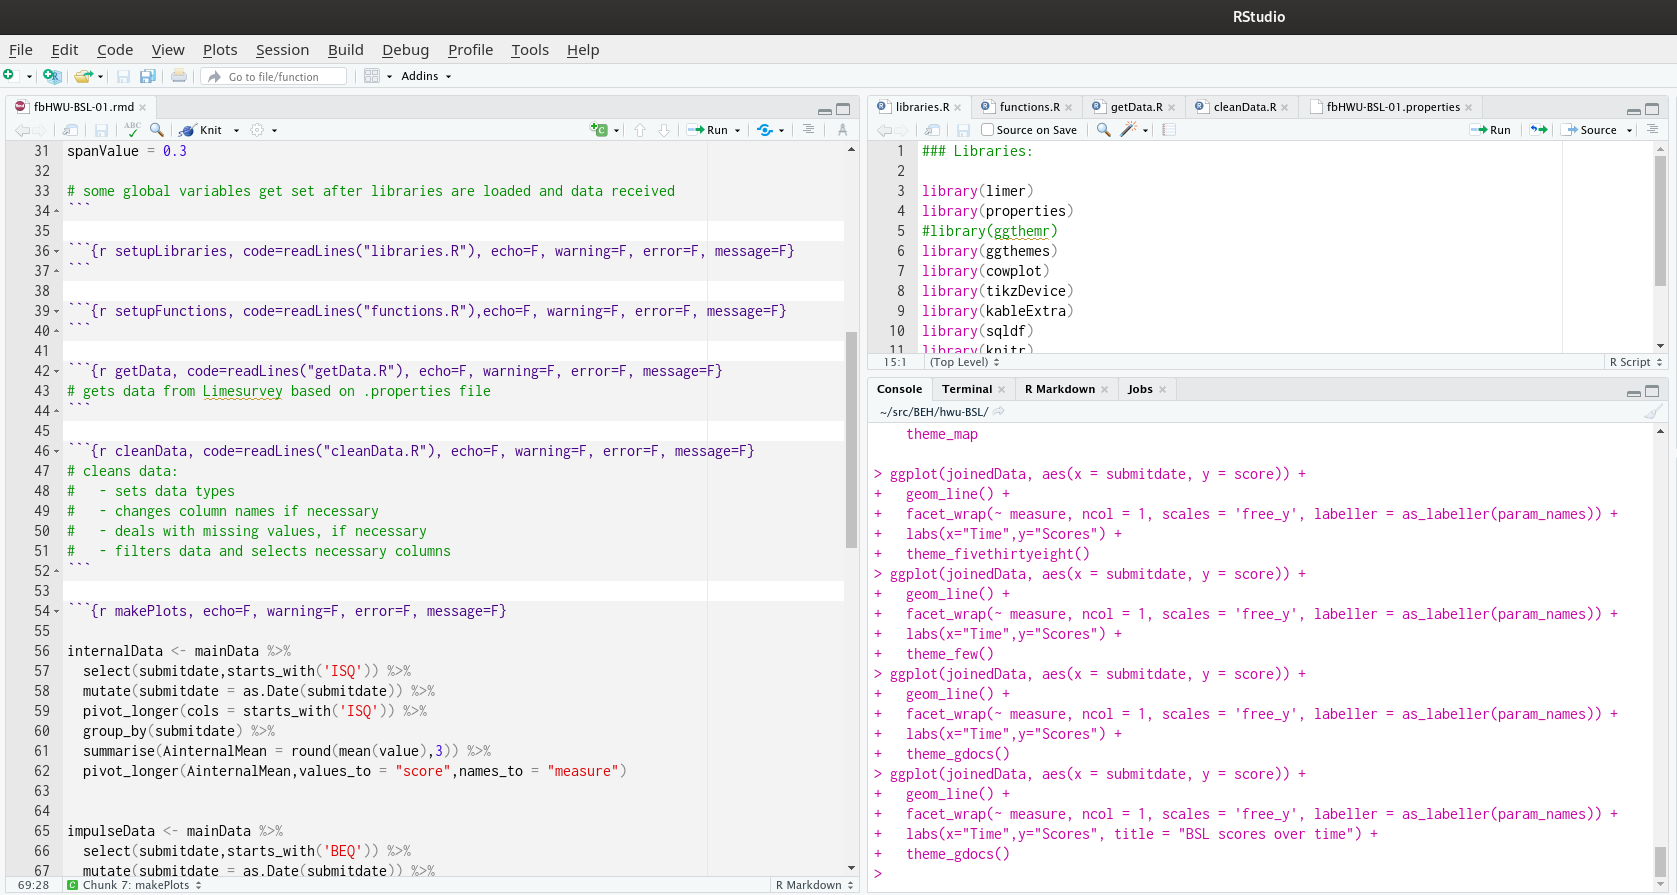 RStudio
File Edit Code View Plots Session Build Debug Profile Tools Help
Go to file/function Addins
fbHWU-BSL-01.rmd
ABC Knit Run
31 spanValue = 0.3
32
33 # some global variables get set after libraries are loaded and data received
34 ```
35
36 ```{r setupLibraries, code=readLines("libraries.R"), echo=F, warning=F, error=F, message=F}
37 ```
38
39 ```{r setupFunctions, code=readLines("functions.R"),echo=F, warning=F, error=F, message=F}
40 ```
41
42 ```{r getData, code=readLines("getData.R"), echo=F, warning=F, error=F, message=F}
43 # gets data from Limesurvey based on .properties file
44 ```
45
46 ```{r cleanData, code=readLines("cleanData.R"), echo=F, warning=F, error=F, message=F}
47 # cleans data:
48 #   - sets data types
49 #   - changes column names if necessary
50 #   - deals with missing values, if necessary
51 #   - filters data and selects necessary columns
52 ```
53
54 ```{r makePlots, echo=F, warning=F, error=F, message=F}
55
56 internalData <- mainData %>%
57   select(submitdate,starts_with('ISQ')) %>%
58   mutate(submitdate = as.Date(submitdate)) %>%
59   pivot_longer(cols = starts_with('ISQ')) %>%
60   group_by(submitdate) %>%
61   summarise(AinternalMean = round(mean(value),3)) %>%
62   pivot_longer(AinternalMean,values_to = "score",names_to = "measure")
63
64
65 impulseData <- mainData %>%
66   select(submitdate,starts_with('BEQ')) %>%
67   mutate(submitdate = as.Date(submitdate)) %>%
69:28 Chunk 7: makePlots R Markdown
libraries.R functions.R getData.R cleanData.R fbHWU-BSL-01.properties
Source on Save Run Source
1 ### Libraries:
2
3 library(limer)
4 library(properties)
5 #library(ggthemr)
6 library(ggthemes)
7 library(cowplot)
8 library(tikzDevice)
9 library(kableExtra)
10 library(sqldf)
11 library(knitr)
15:1 (Top Level) R Script
Console Terminal R Markdown Jobs
~/src/BEH/hwu-BSL/
theme_map
> ggplot(joinedData, aes(x = submitdate, y = score)) +
+   geom_line() +
+   facet_wrap(~ measure, ncol = 1, scales = 'free_y', labeller = as_labeller(param_names)) +
+   labs(x="Time",y="Scores") +
+   theme_fivethirtyeight()
> ggplot(joinedData, aes(x = submitdate, y = score)) +
+   geom_line() +
+   facet_wrap(~ measure, ncol = 1, scales = 'free_y', labeller = as_labeller(param_names)) +
+   labs(x="Time",y="Scores") +
+   theme_few()
> ggplot(joinedData, aes(x = submitdate, y = score)) +
+   geom_line() +
+   facet_wrap(~ measure, ncol = 1, scales = 'free_y', labeller = as_labeller(param_names)) +
+   labs(x="Time",y="Scores") +
+   theme_gdocs()
> ggplot(joinedData, aes(x = submitdate, y = score)) +
+   geom_line() +
+   facet_wrap(~ measure, ncol = 1, scales = 'free_y', labeller = as_labeller(param_names)) +
+   labs(x="Time",y="Scores", title = "BSL scores over time") +
+   theme_gdocs()
>